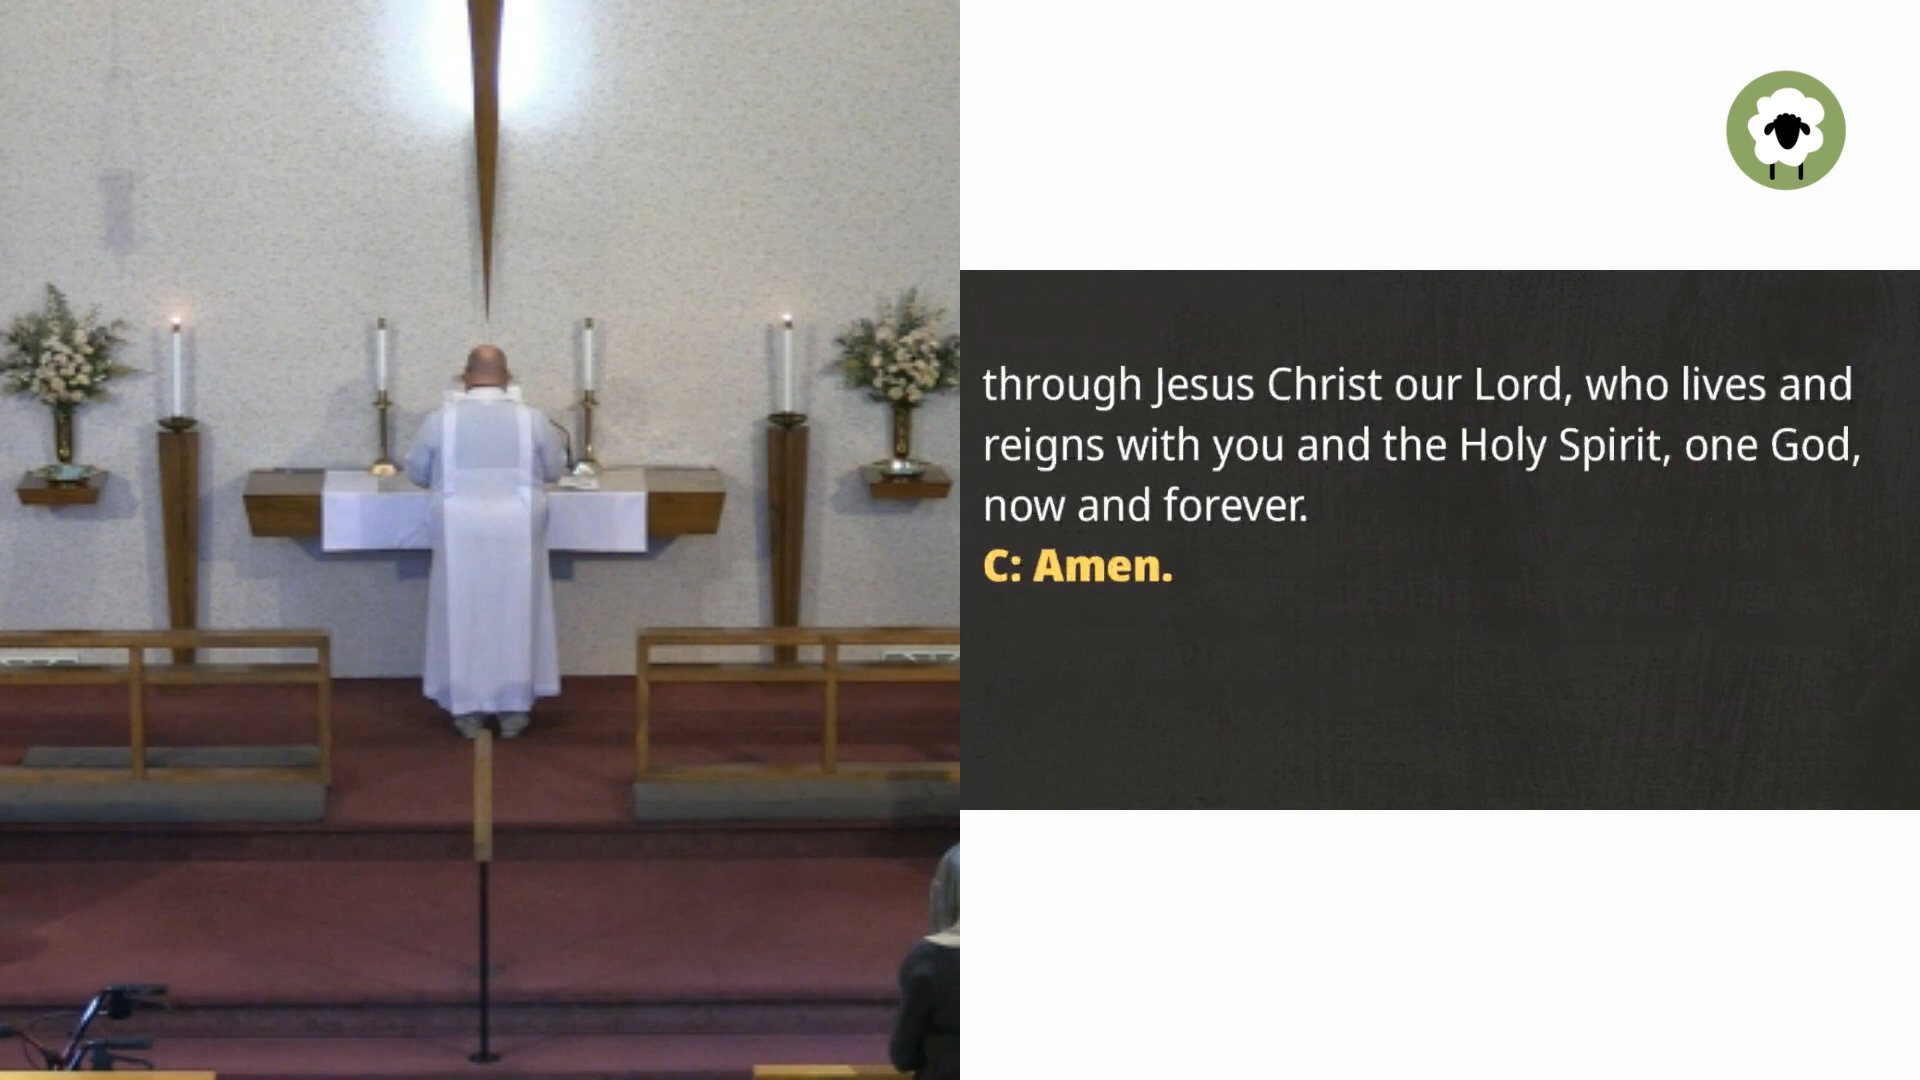 through Jesus Christ our Lord, who lives and
reigns with you and the Holy Spirit, one God,
now and forever.
C: Amen.